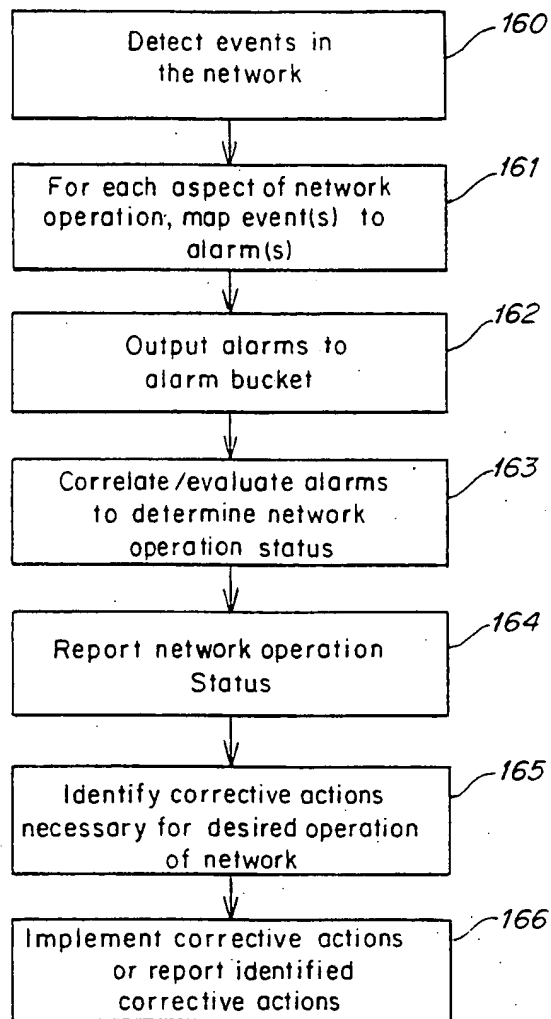 160
Detect events in
the network
161
For each aspect of network
operation, map event(s) to
alarm(s)
162
Output alarms to
alarm bucket
163
Correlate/evaluate alarms
to determine network
operation status
164
Report network operation
Status
165
Identify corrective actions
necessary for desired operation
of network
166
Implement corrective actions
or report identified
corrective actions